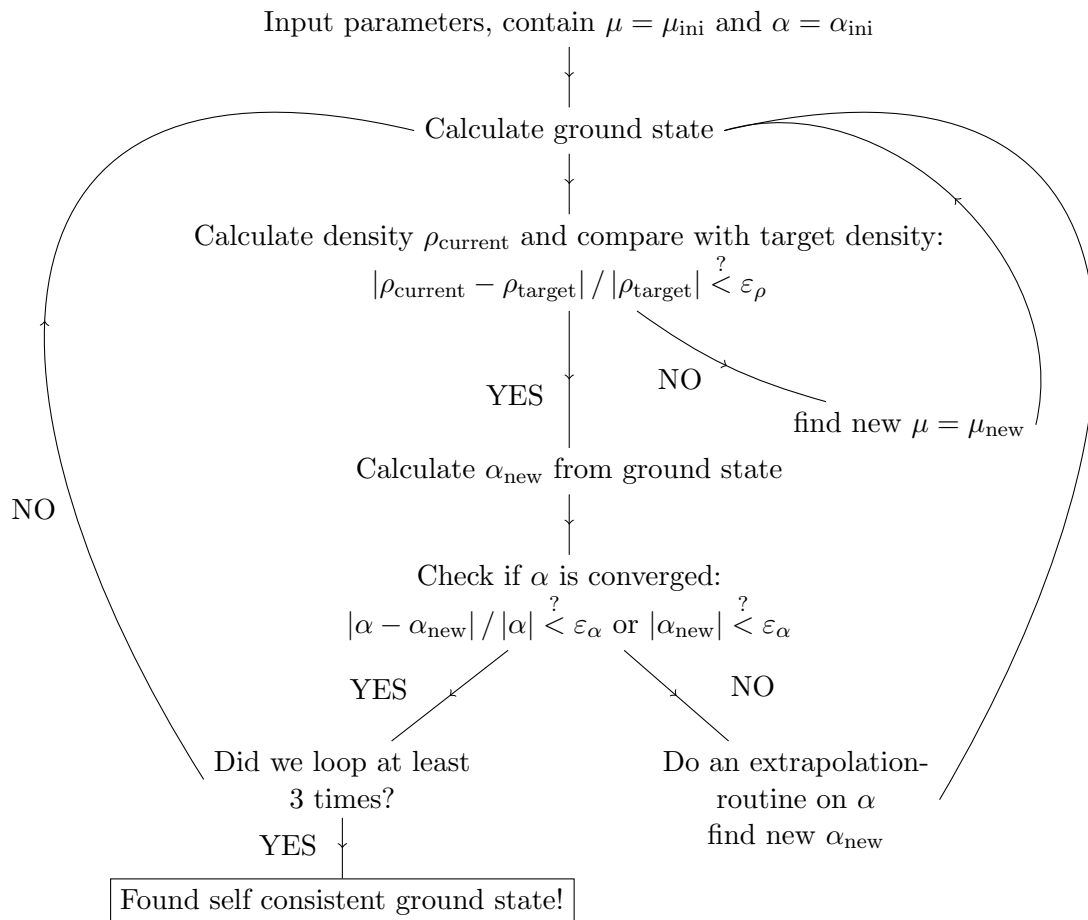 Input parameters, contain μ = μ_ini and α = α_ini
Calculate ground state
Calculate density ρ_current and compare with target density:
|ρ_current − ρ_target| / |ρ_target| <^? ε_ρ
YES
NO
find new μ = μ_new
Calculate α_new from ground state
NO
Check if α is converged:
|α − α_new| / |α| <^? ε_α or |α_new| <^? ε_α
YES
NO
Did we loop at least
3 times?
Do an extrapolation-
routine on α
find new α_new
YES
Found self consistent ground state!